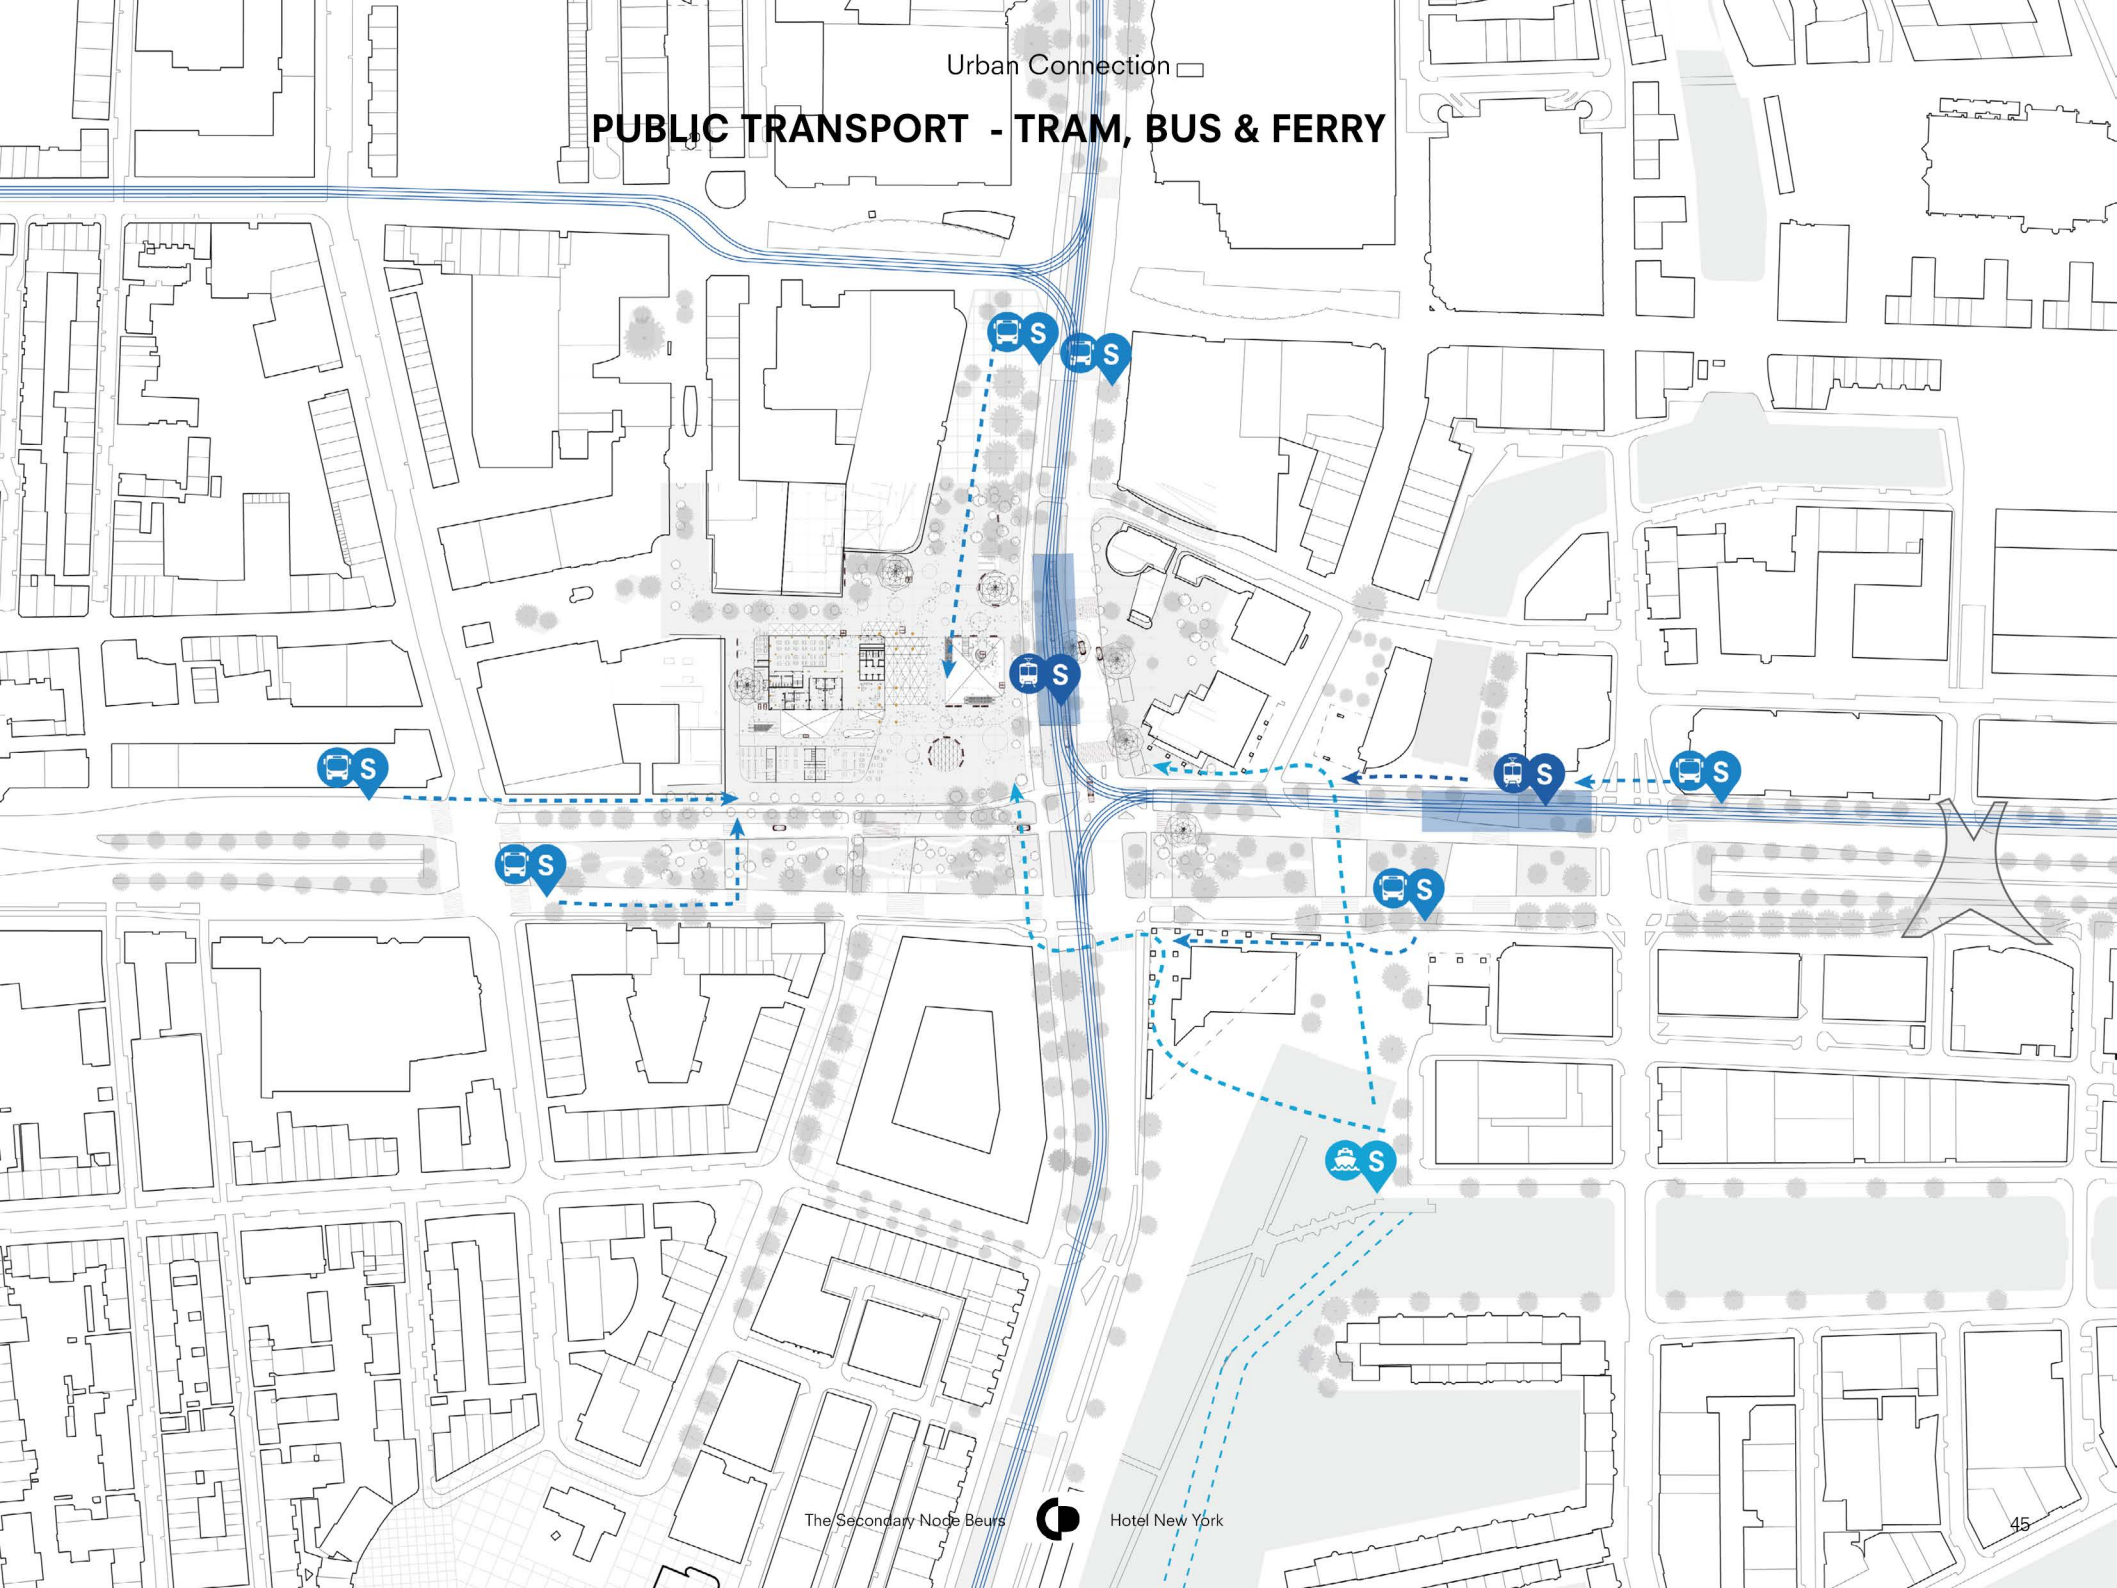 Urban Connection
PUBLIC TRANSPORT - TRAM, BUS & FERRY
S
S
S
S
S
S
S
S
S
The Secondary Node Beurs
Hotel New York
45